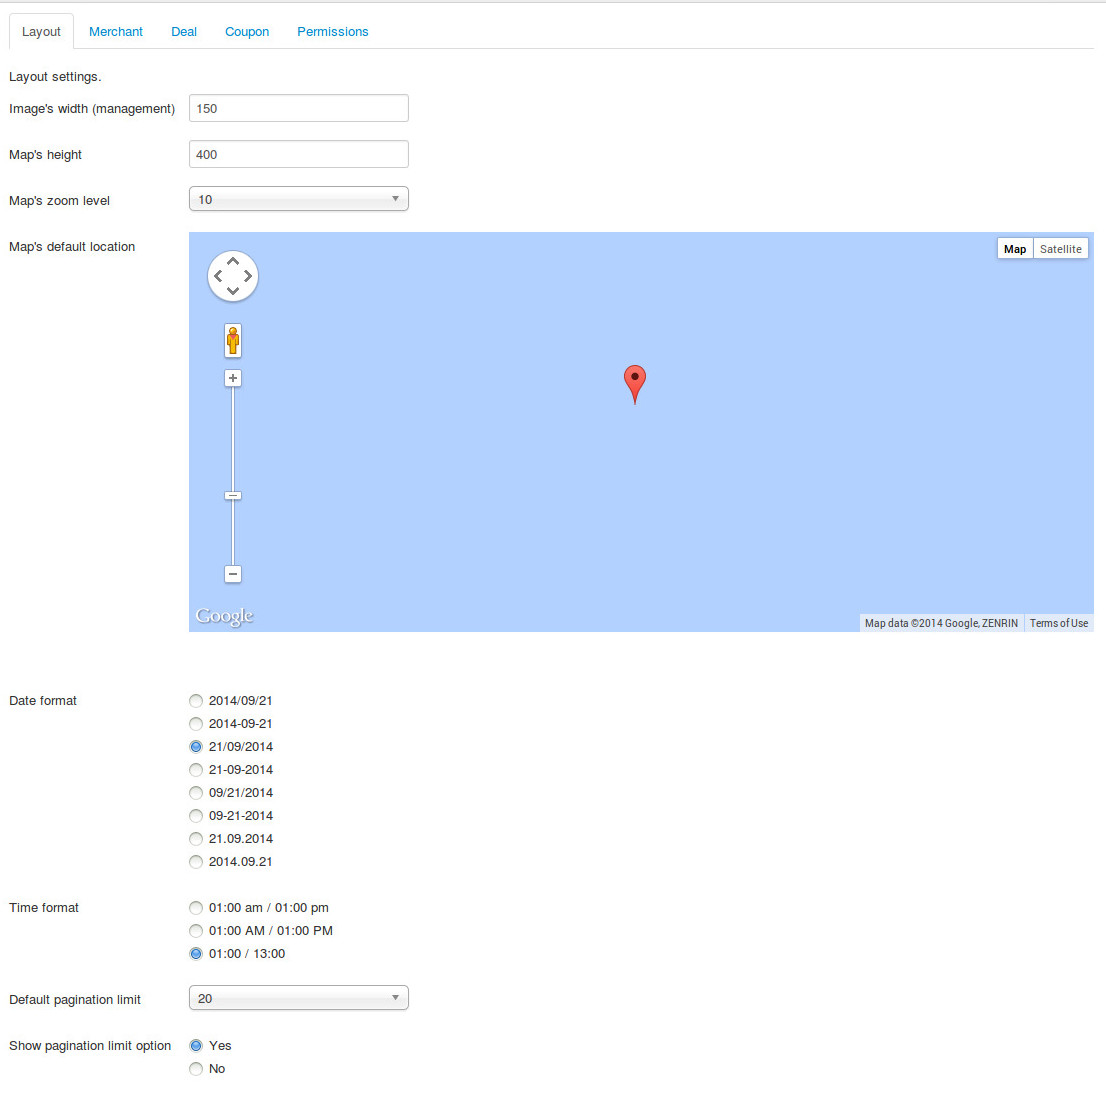 Layout Merchant Deal Coupon Permissions
Layout settings.
Image's width (management) 150
Map's height 400
Map's zoom level 10
Map's default location
Map Satellite
Google
Map data ©2014 Google, ZENRIN Terms of Use
Date format 2014/09/21
2014-09-21
21/09/2014
21-09-2014
09/21/2014
09-21-2014
21.09.2014
2014.09.21
Time format 01:00 am / 01:00 pm
01:00 AM / 01:00 PM
01:00 / 13:00
Default pagination limit 20
Show pagination limit option Yes
No